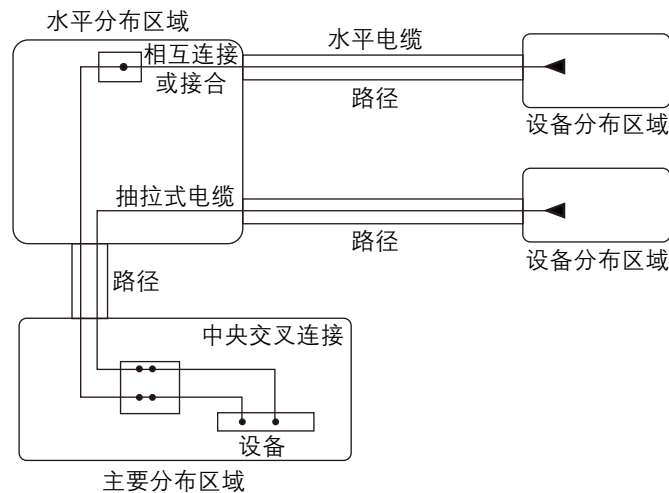 水平分布区域
相互连接
或接合
水平电缆
路径
设备分布区域
抽拉式电缆
路径
设备分布区域
路径
中央交叉连接
设备
主要分布区域